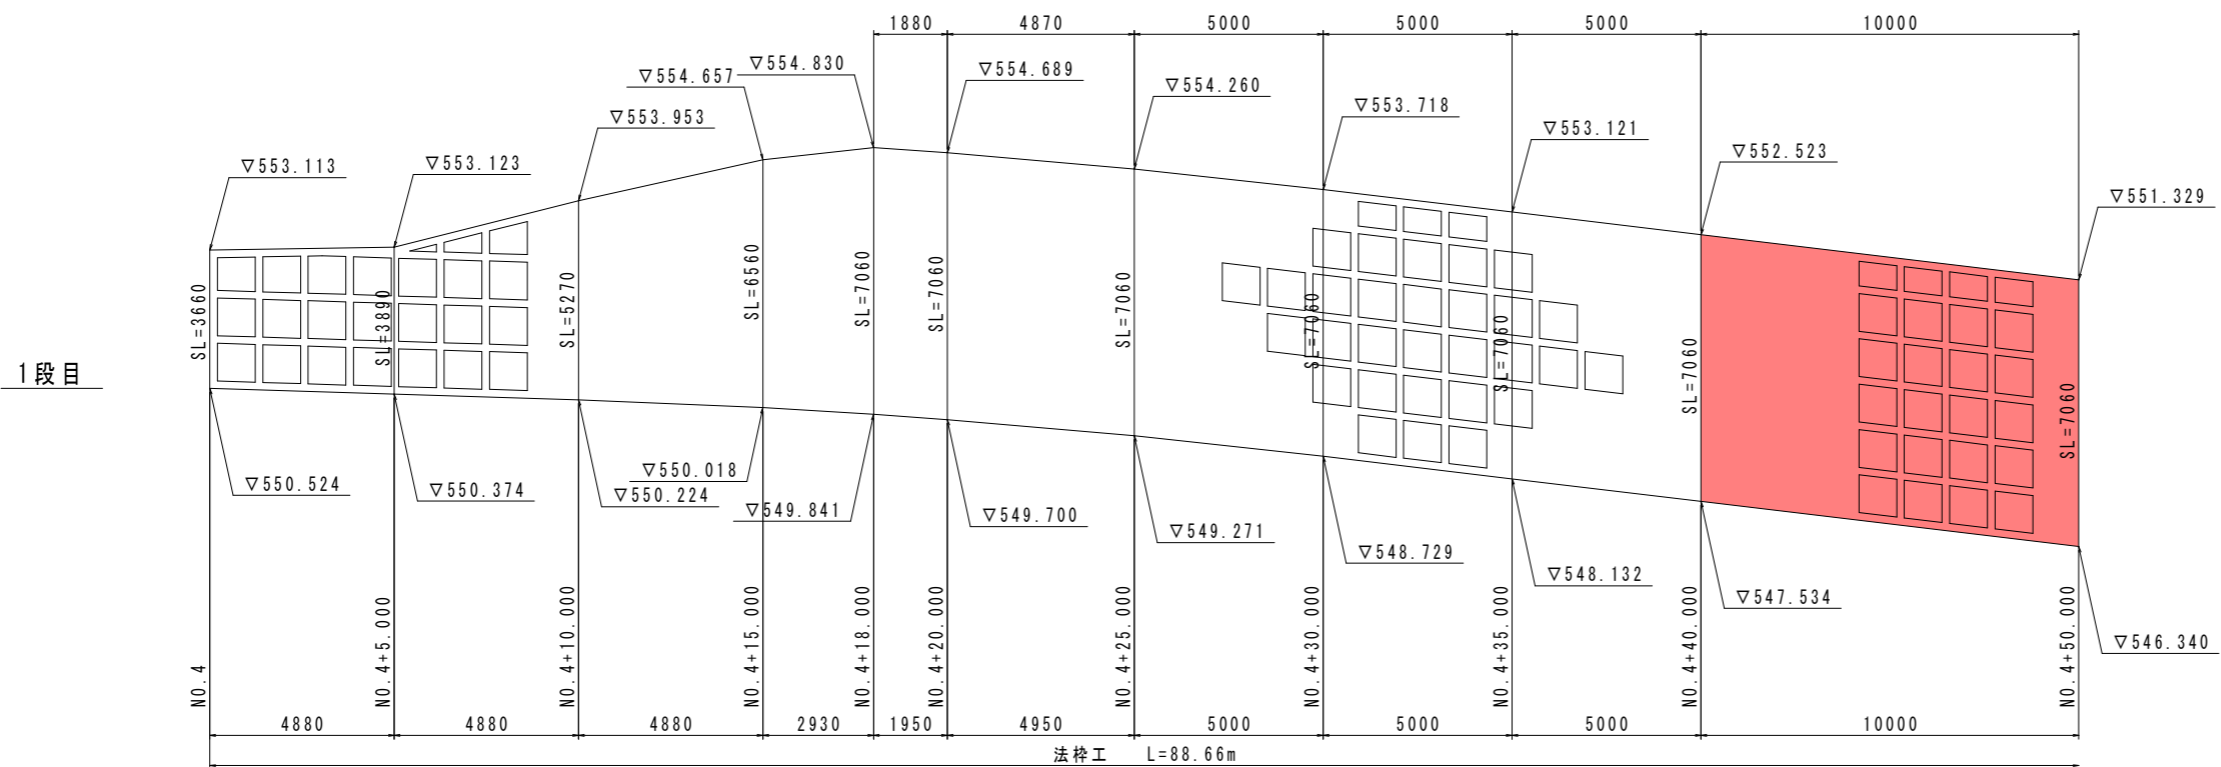 1880 4870 5000 5000 5000 10000
▽554.657 ▽554.830 ▽554.689 ▽554.260 ▽553.718 ▽553.121 ▽552.523 ▽551.329
▽553.113 ▽553.123 ▽553.953
SL=3660 SL=3890 SL=5270 SL=6560 SL=7060 SL=7060 SL=7060 SL=7060 SL=7060 SL=7060 SL=7060
1段目
▽550.524 ▽550.374 ▽550.224 ▽550.018 ▽549.841 ▽549.700 ▽549.271 ▽548.729 ▽548.132 ▽547.534 ▽546.340
NO.4 NO.4+5.000 NO.4+10.000 NO.4+15.000 NO.4+18.000 NO.4+20.000 NO.4+25.000 NO.4+30.000 NO.4+35.000 NO.4+40.000 NO.4+50.000
4880 4880 4880 2930 1950 4950 5000 5000 5000 10000
法枠工 L=88.66m